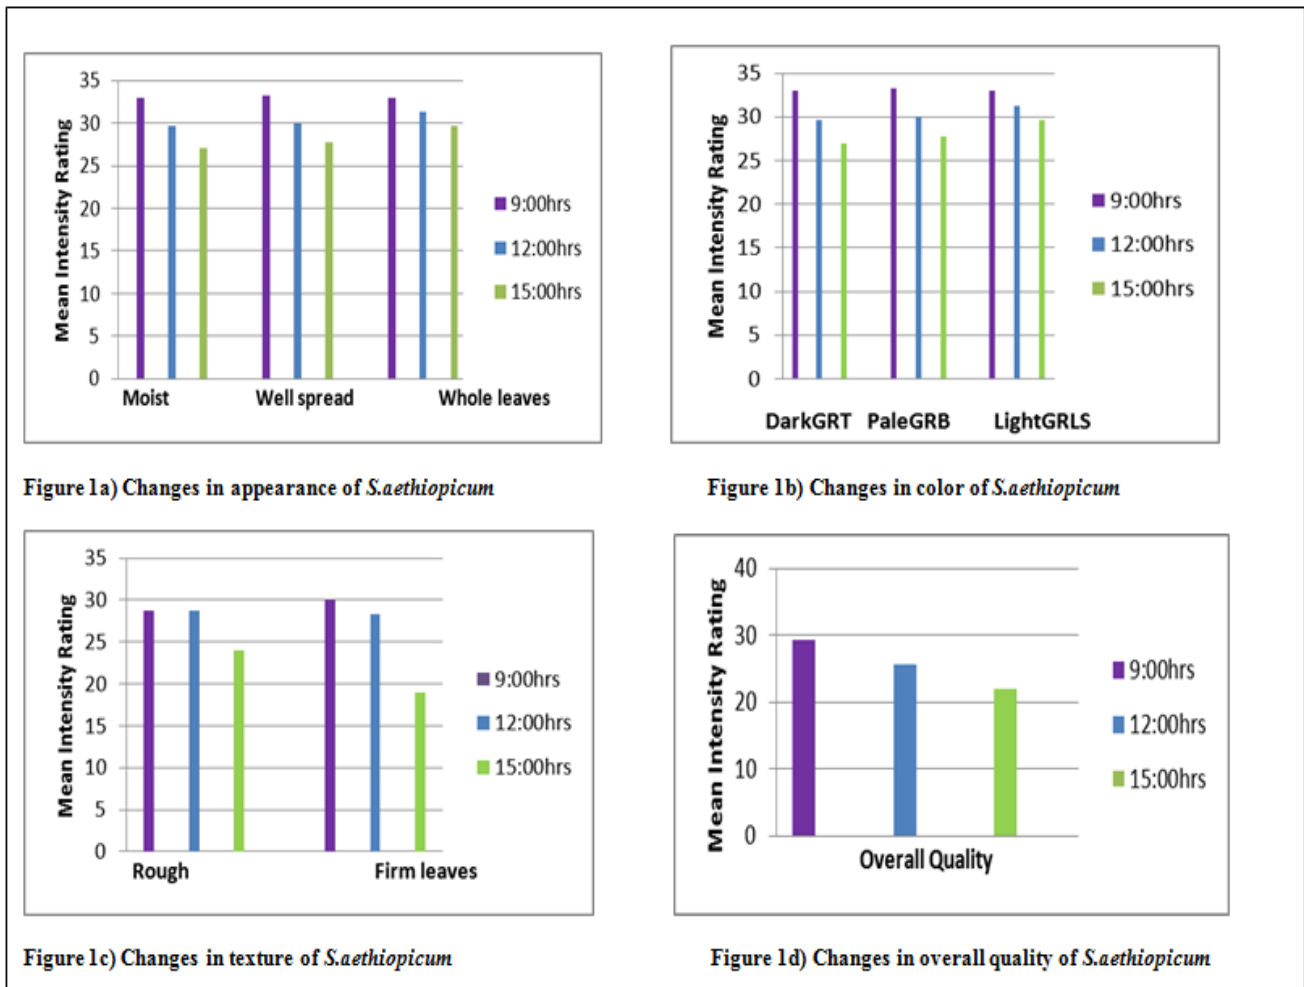 Mean Intensity Rating
35
30
25
20
15
10
5
0
Moist Well spread Whole leaves
9:00hrs
12:00hrs
15:00hrs
Figure 1a) Changes in appearance of S.aethiopicum
Mean Intensity Rating
35
30
25
20
15
10
5
0
DarkGRT PaleGRB LightGRLS
9:00hrs
12:00hrs
15:00hrs
Figure 1b) Changes in color of S.aethiopicum
Mean Intensity Rating
35
30
25
20
15
10
5
0
Rough Firm leaves
9:00hrs
12:00hrs
15:00hrs
Figure 1c) Changes in texture of S.aethiopicum
Mean Intensity Rating
40
30
20
10
0
Overall Quality
9:00hrs
12:00hrs
15:00hrs
Figure 1d) Changes in overall quality of S.aethiopicum